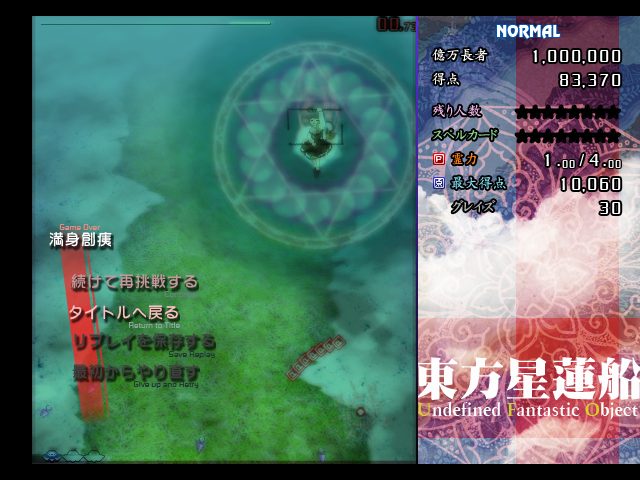 00.73
NORMAL
億万長者 1,000,000
得点 83,370
残り人数
スペルカード
P 霊力 1.00/4.00
点 最大得点 10,060
グレイズ 30
Game Over
満身創痍
続けて再挑戦する
タイトルへ戻る
Return to Title
リプレイを保存する
Save Replay
最初からやり直す
Give up and Retry
東方星蓮船
Undefined Fantastic Object